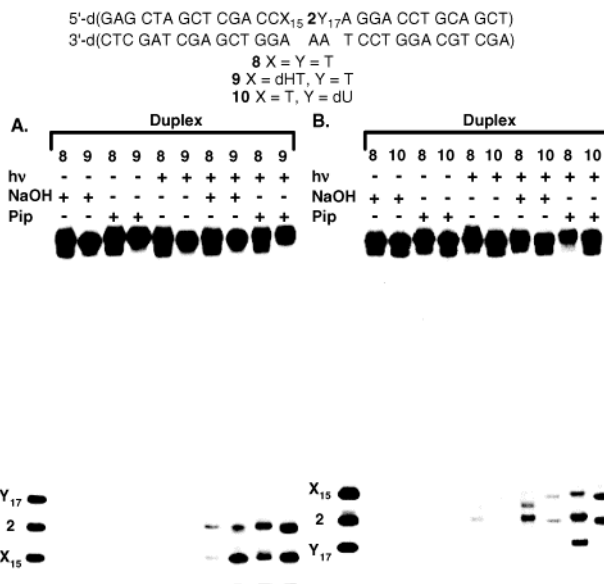 5'-d(GAG CTA GCT CGA CCX15 2Y17A GGA CCT GCA GCT)
3'-d(CTC GAT CGA GCT GGA AA T CCT GGA CGT CGA)
8 X = Y = T
9 X = dHT, Y = T
10 X = T, Y = dU
A.
Duplex
8 9 8 9 8 9 8 9 8 9
hν - - - - + + + + + +
NaOH + + - - - - + + - -
Pip - - + + - - - - + +
Y17
2
X15
B.
Duplex
8 10 8 10 8 10 8 10 8 10
hν - - - - + + + + + +
NaOH + + - - - - + + - -
Pip - - + + - - - - + +
X15
2
Y17